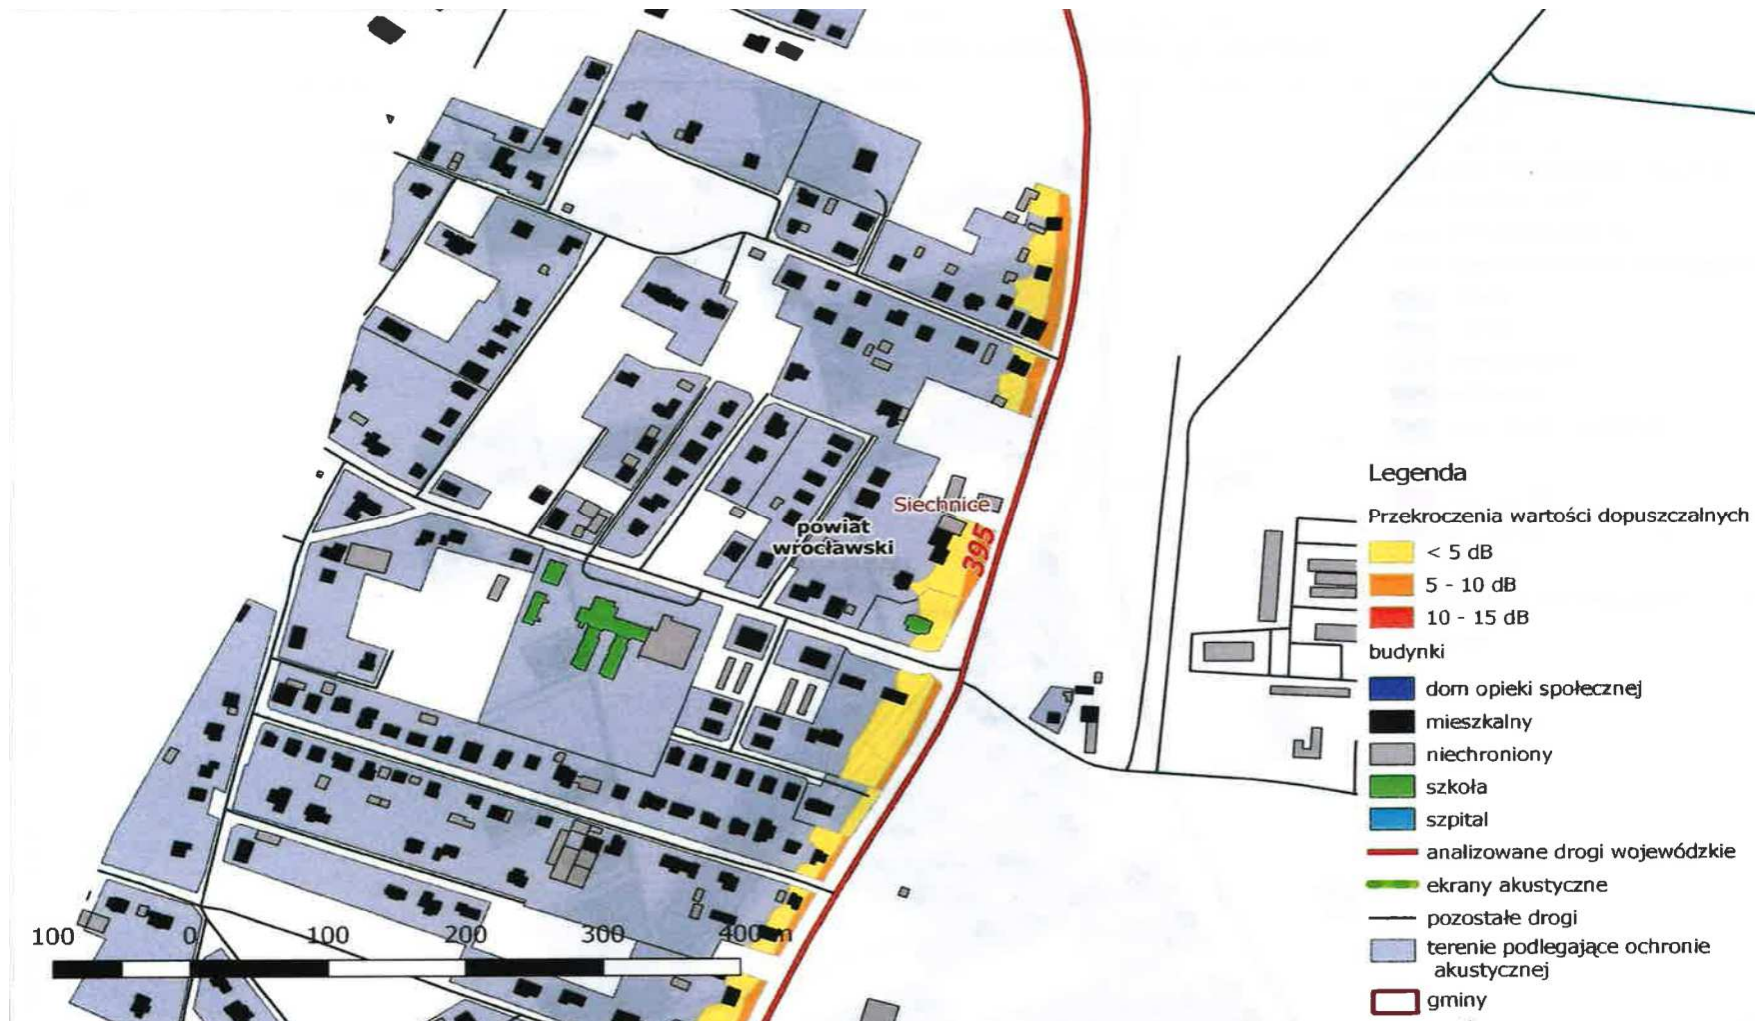 Siechnice
powiat
wrocławski
395
100 0 100 200 300 400 m
Legenda
Przekroczenia wartości dopuszczalnych
< 5 dB
5 - 10 dB
10 - 15 dB
budynki
dom opieki społecznej
mieszkalny
niechroniony
szkoła
szpital
analizowane drogi wojewódzkie
ekrany akustyczne
pozostałe drogi
terenie podlegające ochronie
akustycznej
gminy